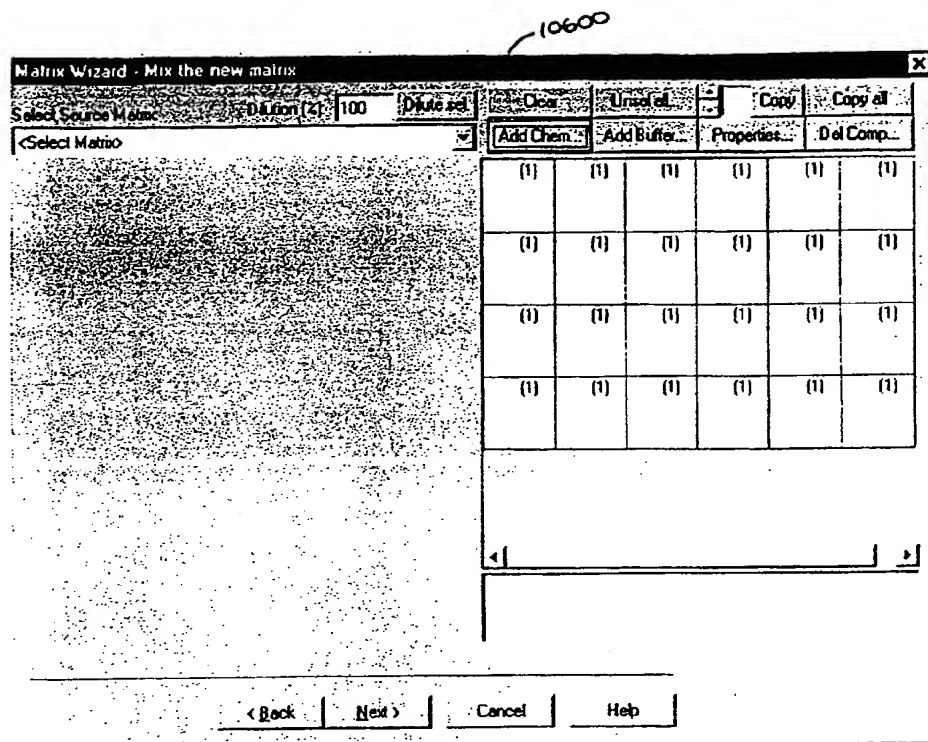 10600
Matrix Wizard - Mix the new matrix
Select Source Matrix Dilution [%] 100 Dilute sel. Clear Unsel all. Copy Copy all
<Select Matrix> Add Chem... Add Buffer... Properties... Del Comp...
(1) (1) (1) (1) (1) (1)
(1) (1) (1) (1) (1) (1)
(1) (1) (1) (1) (1) (1)
(1) (1) (1) (1) (1) (1)
< Back Next > Cancel Help